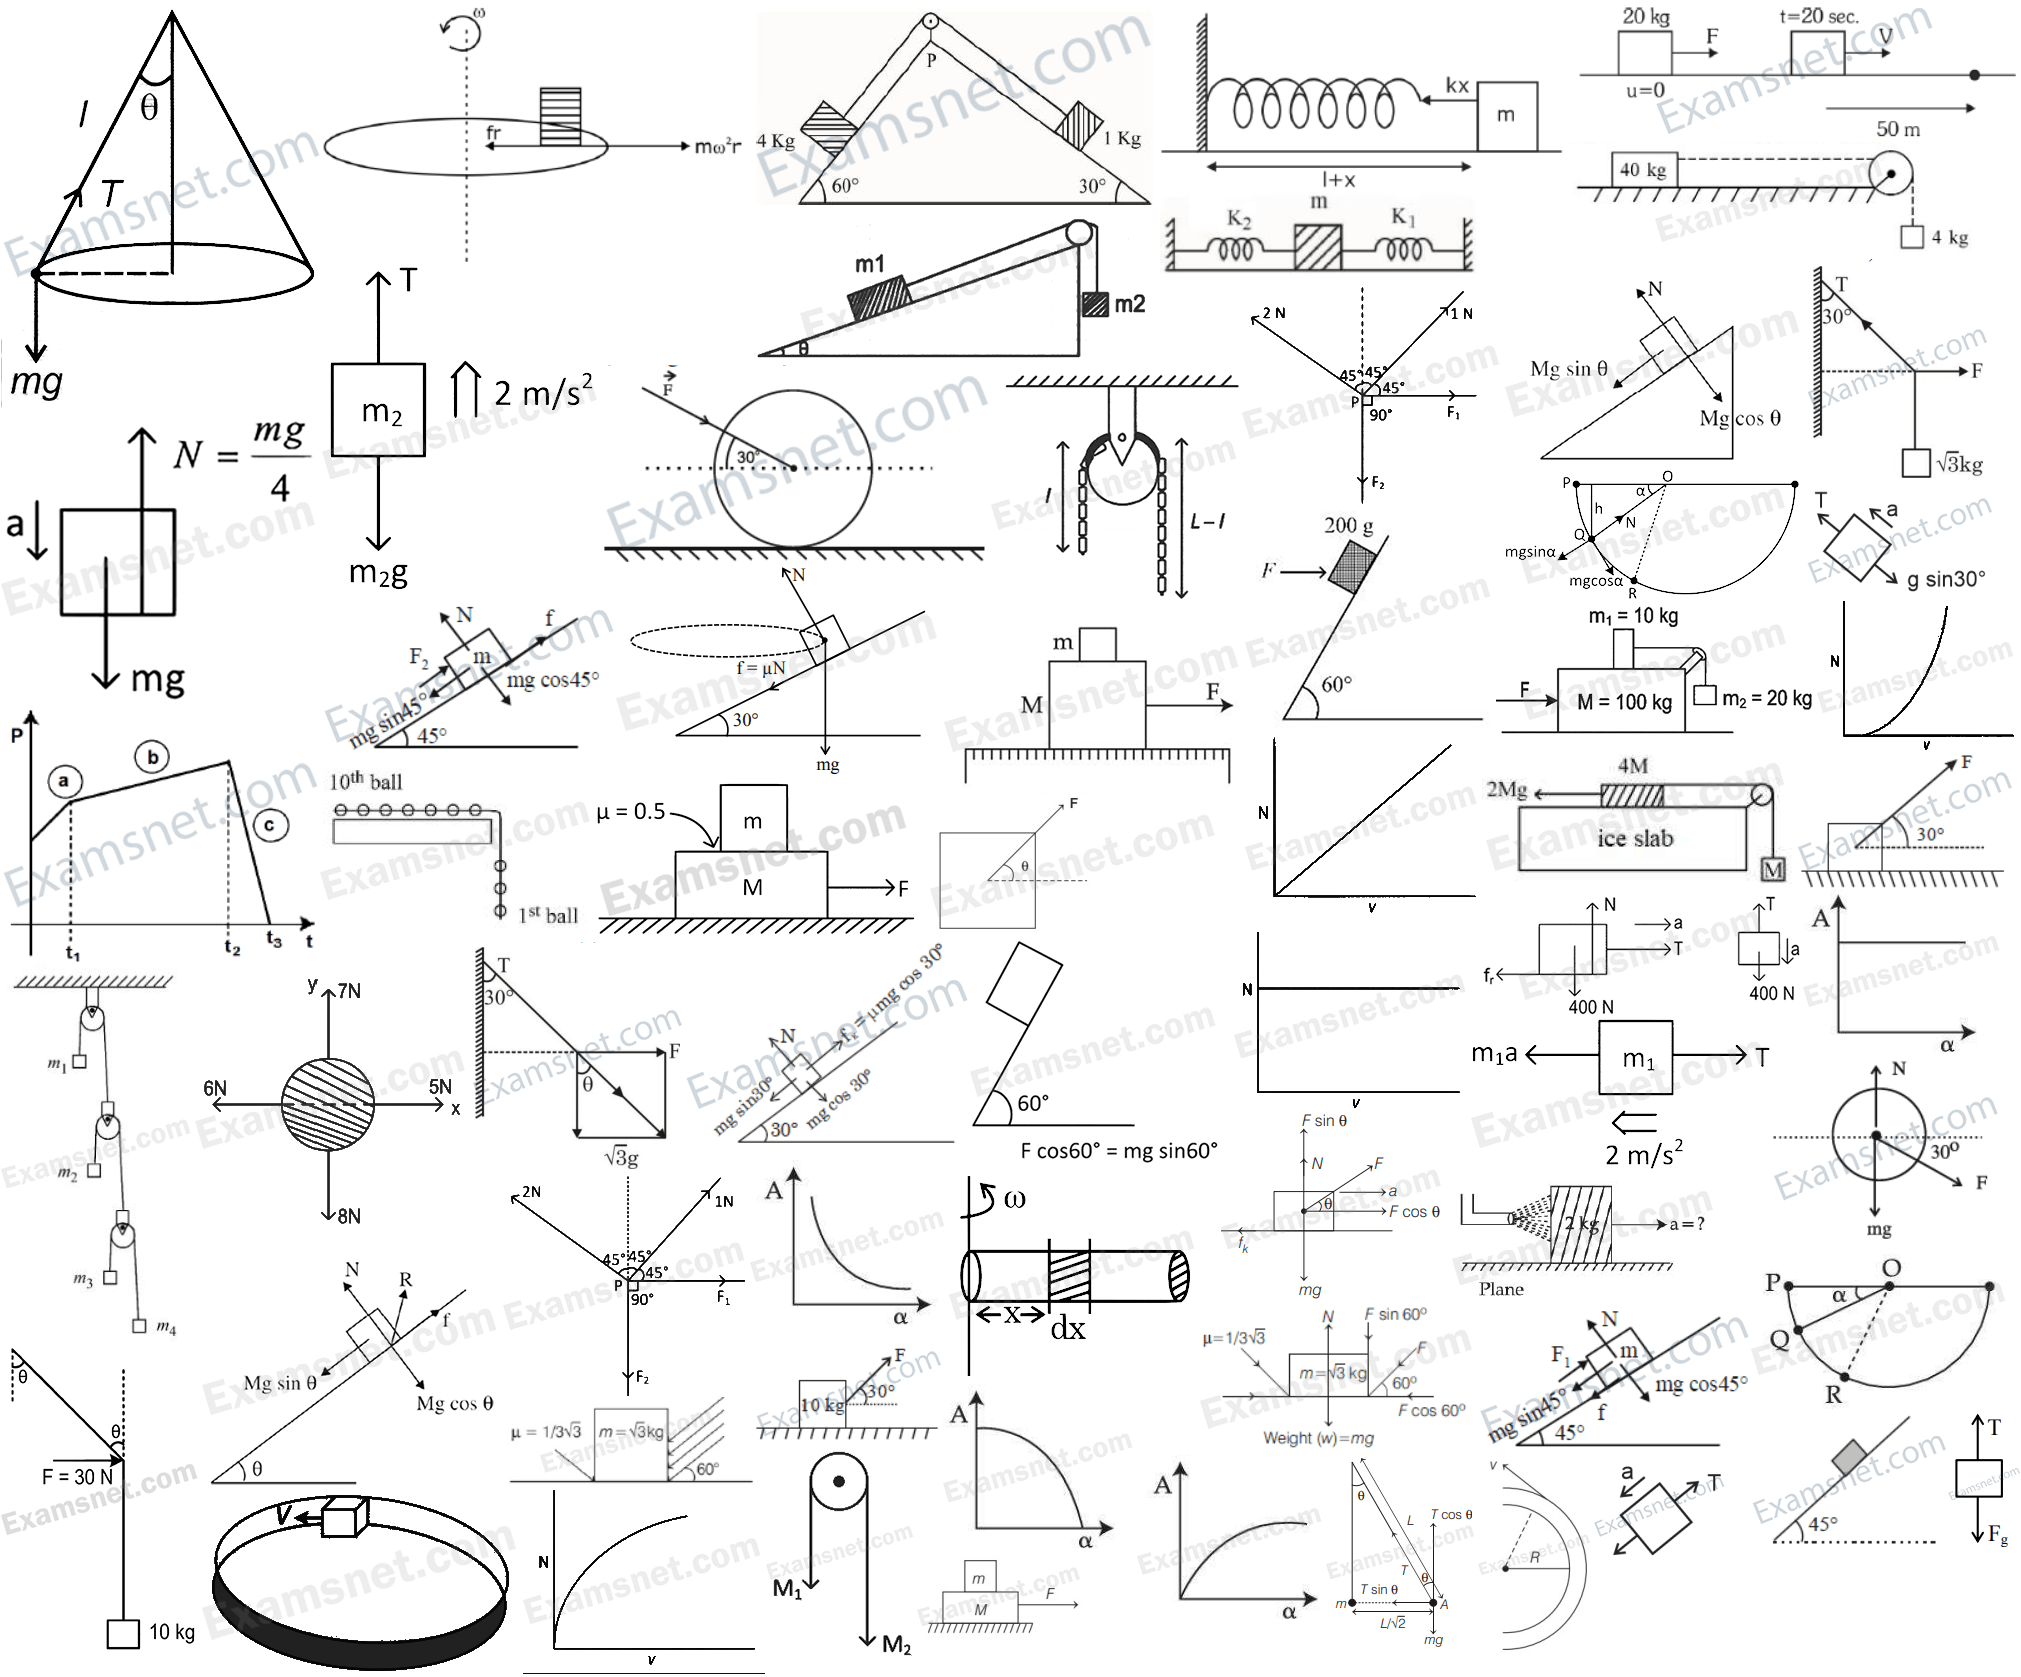 θ
l
T
mg
ω
fr
mω²r
P
4 Kg
1 Kg
60°
30°
kx
m
l+x
20 kg
F
u=0
t=20 sec.
V
50 m
40 kg
4 kg
K₂
m
K₁
m1
m2
θ
T
m₂
2 m/s²
m₂g
a
N = mg/4
mg
F
30°
l
L–l
2 N
1 N
45° 45°
45°
P
90°
F₁
F₂
N
Mg sin θ
Mg cos θ
T
30°
F
√3kg
P
O
α
h
N
Q
mgsinα
mgcosα
R
T
a
g sin30°
200 g
F
60°
N
f
F₂
m
mg cos45°
mg sin45°
45°
N
f = μN
30°
mg
m
M
F
m₁ = 10 kg
F
M = 100 kg
m₂ = 20 kg
N
v
P
a
b
c
t₁
t₂
t₃
t
10th ball
1st ball
μ = 0.5
m
M
F
F
θ
N
v
4M
2Mg
ice slab
M
F
30°
m₁
m₂
m₃
m₄
y
7N
6N
5N
x
8N
T
30°
F
θ
√3g
N
fₖ = μmg cos 30°
mg sin30°
mg cos 30°
30°
60°
F cos60° = mg sin60°
N
v
N
a
T
fr
400 N
T
a
400 N
A
α
m₁a
m₁
T
2 m/s²
N
30°
F
mg
F sin θ
N
F
θ
a
F cos θ
fk
mg
2 kg
a = ?
Plane
2N
1N
45° 45°
45°
P
90°
F₁
F₂
A
α
ω
x
dx
N
R
f
Mg sin θ
Mg cos θ
θ
P
O
α
Q
R
θ
θ
F = 30 N
10 kg
V
μ = 1/3√3
m=√3kg
60°
F
10 kg
30°
A
α
N
F sin 60°
μ=1/3√3
F
m=√3 kg
60°
F cos 60°
Weight (w)=mg
N
F₁
m
mg cos45°
mg sin45°
f
45°
N
v
M₁
M₂
m
M
F
A
α
θ
L
T cos θ
T
θ
T sin θ
m
A
L/√2
mg
v
R
a
T
45°
T
Fg
Examsnet.com